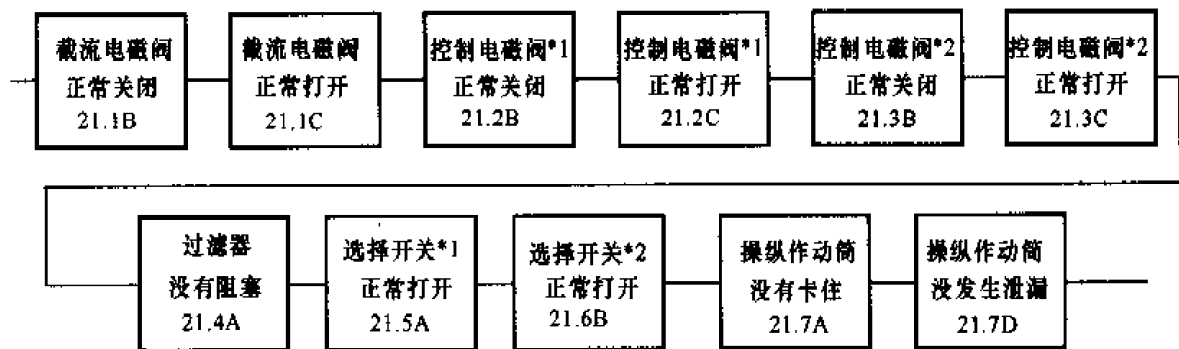 截流电磁阀
正常关闭
21.1B
截流电磁阀
正常打开
21.1C
控制电磁阀*1
正常关闭
21.2B
控制电磁阀*1
正常打开
21.2C
控制电磁阀*2
正常关闭
21.3B
控制电磁阀*2
正常打开
21.3C
过滤器
没有阻塞
21.4A
选择开关*1
正常打开
21.5A
选择开关*2
正常打开
21.6B
操纵作动筒
没有卡住
21.7A
操纵作动筒
没发生泄漏
21.7D